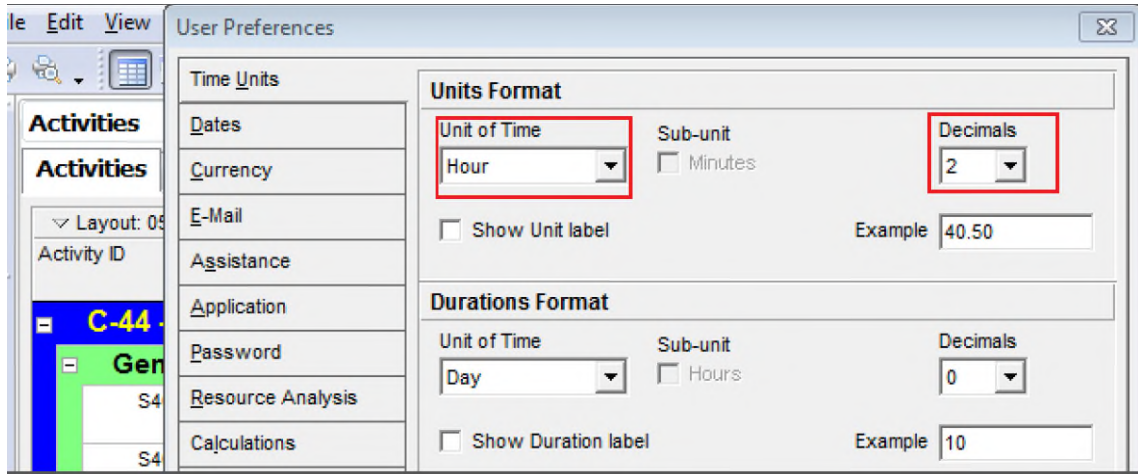 le Edit View
User Preferences
Time Units
Units Format
Activities
Dates
Unit of Time
Sub-unit
Decimals
Activities
Currency
Hour
Minutes
2
Layout: 05
E-Mail
Show Unit label
Example 40.50
Activity ID
Assistance
Application
Durations Format
C-44 -
Password
Unit of Time
Sub-unit
Decimals
Gen
Day
Hours
0
S40
Resource Analysis
Calculations
Show Duration label
Example 10
S40